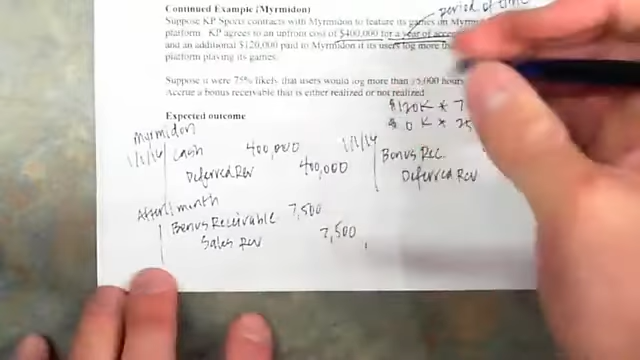 period of time
Continued Example (Myrmidon)
Suppose KP Sports contracts with Myrmidon to feature its games on
platform. KP agrees to an upfront cost of $400,000 for a year of
and an additional $120,000 paid to Myrmidon if its users log more
platform playing its games.
Suppose it were 75% likely that users would log more than 75,000 hours
Accrue a bonus receivable that is either realized or not realized
$120K * 7
$ 0 K * 25
Expected outcome
Myrmidon
1/1/14 Cash 400,000
Deferred Rev 400,000
1/1/14
Bonus Rec.
Deferred Rev
After 1 month
Bonus Receivable 7,500
Sales Rev 7,500